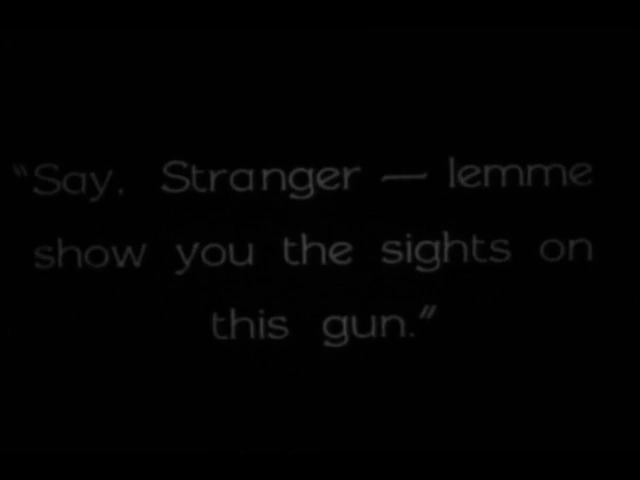 “Say, Stranger — lemme
show you the sights on
this gun.”